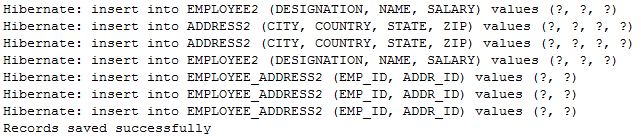 Hibernate: insert into EMPLOYEE2 (DESIGNATION, NAME, SALARY) values (?, ?, ?)
Hibernate: insert into ADDRESS2 (CITY, COUNTRY, STATE, ZIP) values (?, ?, ?, ?)
Hibernate: insert into ADDRESS2 (CITY, COUNTRY, STATE, ZIP) values (?, ?, ?, ?)
Hibernate: insert into EMPLOYEE2 (DESIGNATION, NAME, SALARY) values (?, ?, ?)
Hibernate: insert into EMPLOYEE_ADDRESS2 (EMP_ID, ADDR_ID) values (?, ?)
Hibernate: insert into EMPLOYEE_ADDRESS2 (EMP_ID, ADDR_ID) values (?, ?)
Hibernate: insert into EMPLOYEE_ADDRESS2 (EMP_ID, ADDR_ID) values (?, ?)
Records saved successfully